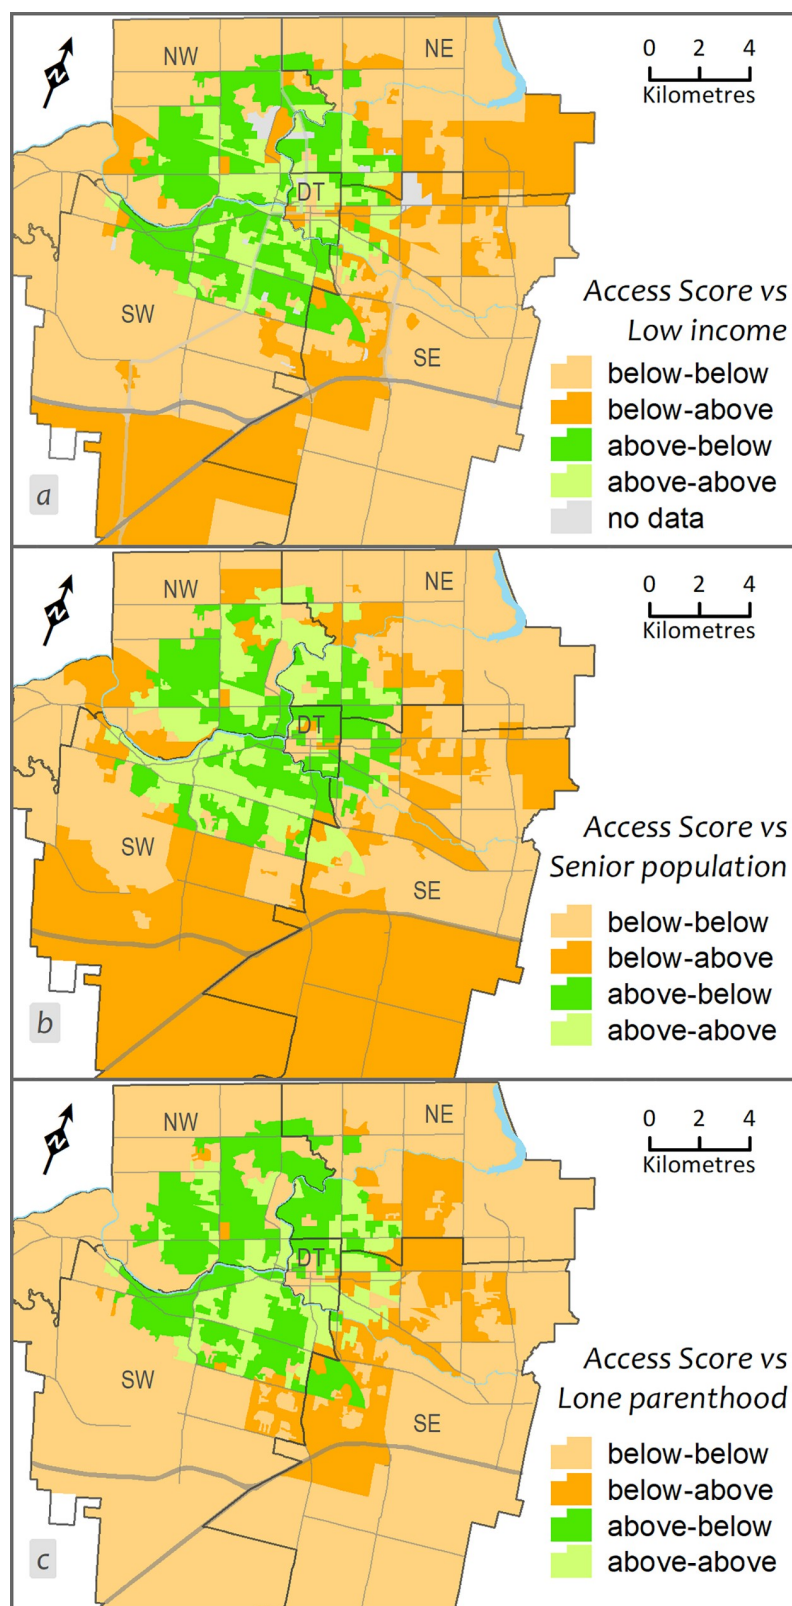 NW
NE
0 2 4
Kilometres
N
DT
SW
SE
Access Score vs
Low income
below-below
below-above
above-below
above-above
no data
a
NW
NE
0 2 4
Kilometres
N
DT
SW
SE
Access Score vs
Senior population
below-below
below-above
above-below
above-above
b
NW
NE
0 2 4
Kilometres
N
DT
SW
SE
Access Score vs
Lone parenthood
below-below
below-above
above-below
above-above
c